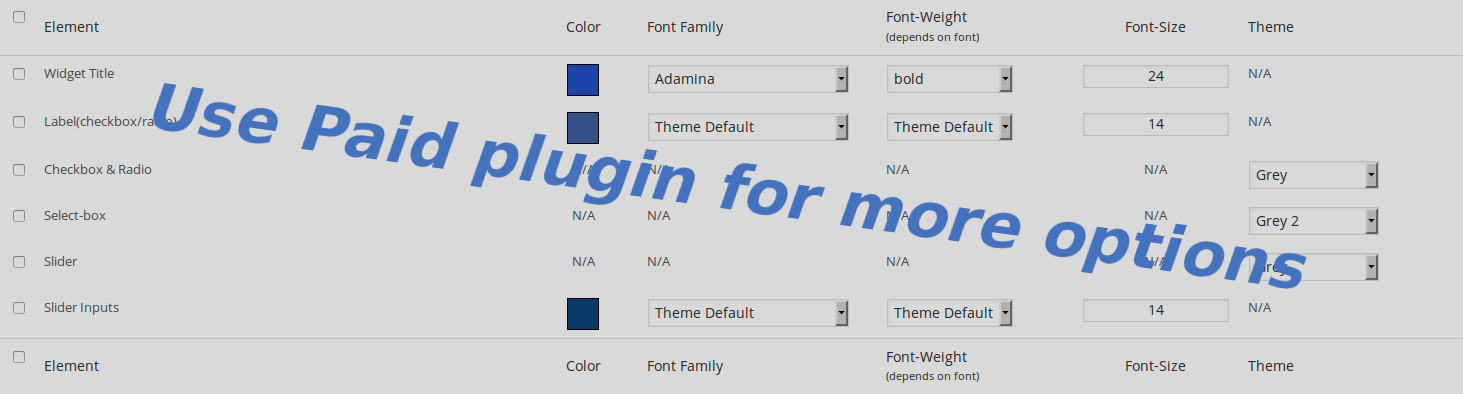 Element Color Font Family Font-Weight (depends on font) Font-Size Theme
Widget Title Adamina bold 24 N/A
Label(checkbox/radio) Theme Default Theme Default 14 N/A
Checkbox & Radio N/A N/A N/A N/A Grey
Select-box N/A N/A N/A N/A Grey 2
Slider N/A N/A N/A N/A Grey
Slider Inputs Theme Default Theme Default 14 N/A
Element Color Font Family Font-Weight (depends on font) Font-Size Theme
Use Paid plugin for more options